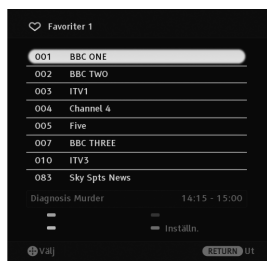 Favoriter 1
001 BBC ONE
002 BBC TWO
003 ITV1
004 Channel 4
005 Five
007 BBC THREE
010 ITV3
083 Sky Spts News
Diagnosis Murder 14:15 - 15:00
Inställn.
Välj RETURN Ut